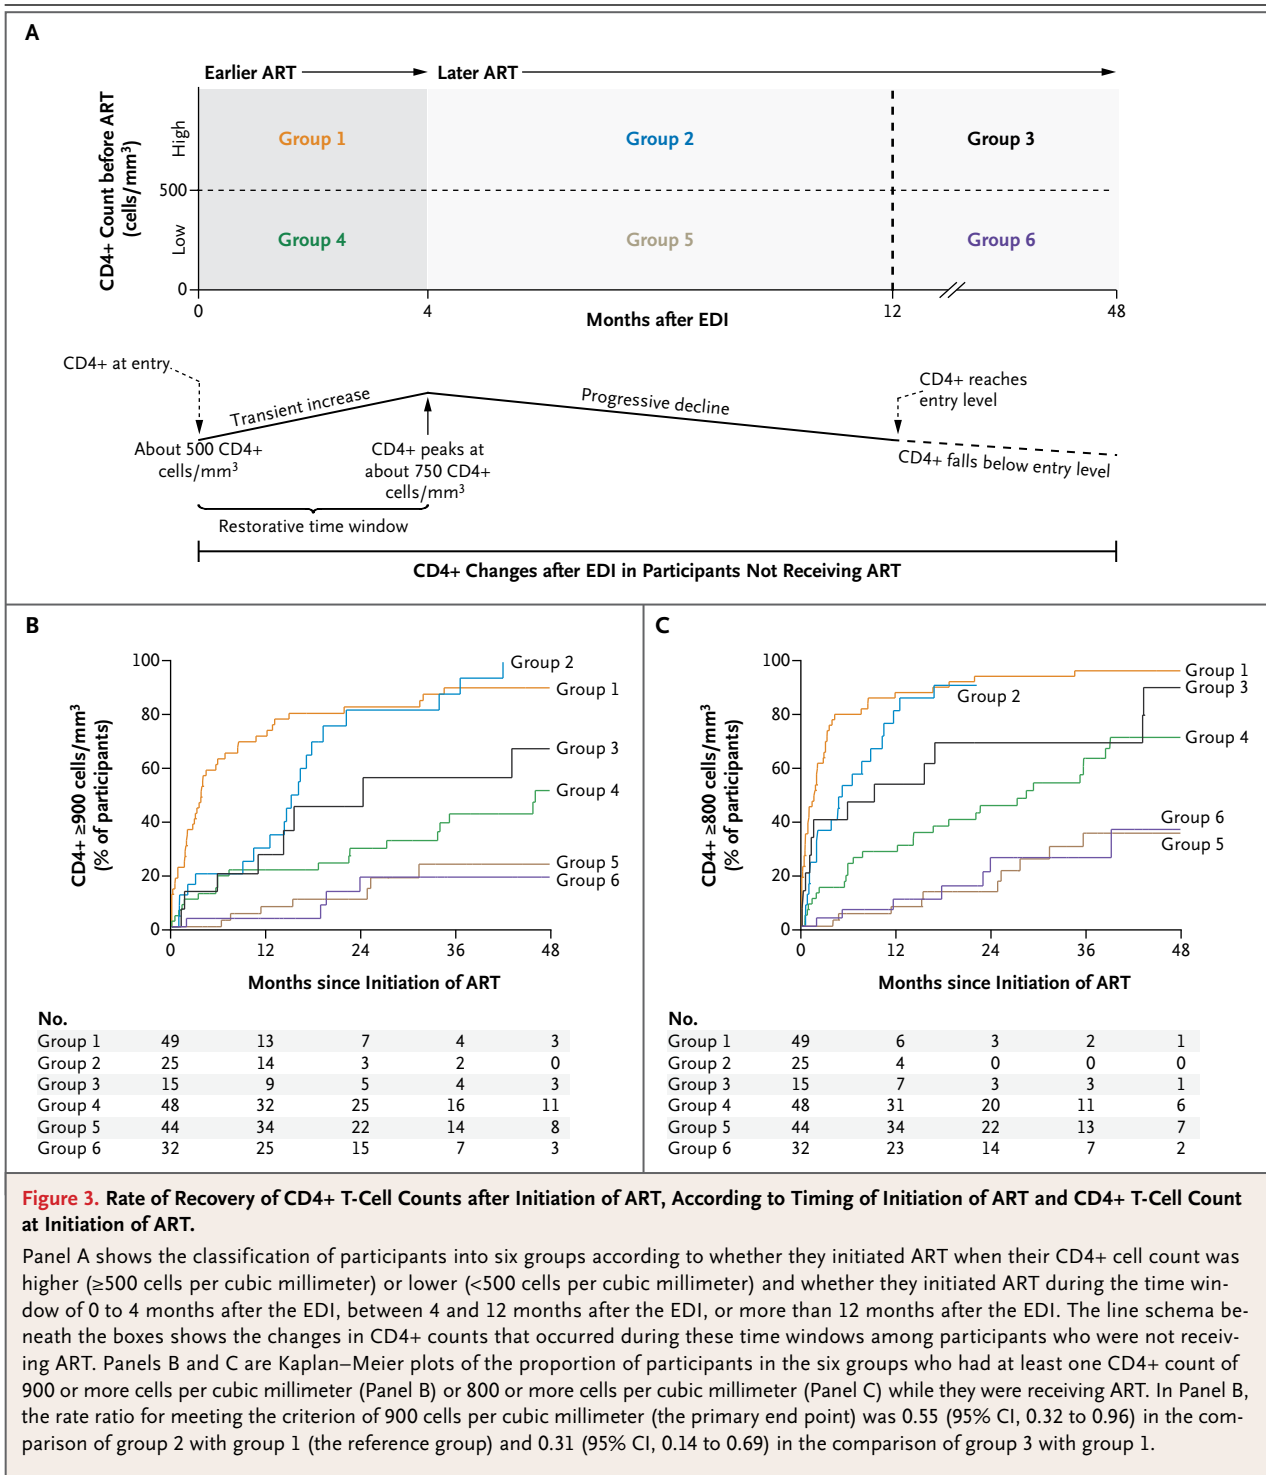 A
Earlier ART
Later ART
CD4+ Count before ART
(cells/mm³)
High
Low
500
0
Group 1
Group 2
Group 3
Group 4
Group 5
Group 6
0
4
12
48
Months after EDI
CD4+ at entry
Transient increase
Progressive decline
CD4+ reaches
entry level
About 500 CD4+
cells/mm³
CD4+ peaks at
about 750 CD4+
cells/mm³
CD4+ falls below entry level
Restorative time window
CD4+ Changes after EDI in Participants Not Receiving ART
B
CD4+ ≥900 cells/mm³
(% of participants)
100
80
60
40
20
0
Group 2
Group 1
Group 3
Group 4
Group 5
Group 6
0 12 24 36 48
Months since Initiation of ART
No.
Group 1 49 13 7 4 3
Group 2 25 14 3 2 0
Group 3 15 9 5 4 3
Group 4 48 32 25 16 11
Group 5 44 34 22 14 8
Group 6 32 25 15 7 3
C
CD4+ ≥800 cells/mm³
(% of participants)
100
80
60
40
20
0
Group 1
Group 3
Group 2
Group 4
Group 6
Group 5
0 12 24 36 48
Months since Initiation of ART
No.
Group 1 49 6 3 2 1
Group 2 25 4 0 0 0
Group 3 15 7 3 3 1
Group 4 48 31 20 11 6
Group 5 44 34 22 13 7
Group 6 32 23 14 7 2
Figure 3. Rate of Recovery of CD4+ T-Cell Counts after Initiation of ART, According to Timing of Initiation of ART and CD4+ T-Cell Count
at Initiation of ART.
Panel A shows the classification of participants into six groups according to whether they initiated ART when their CD4+ cell count was
higher (≥500 cells per cubic millimeter) or lower (<500 cells per cubic millimeter) and whether they initiated ART during the time win-
dow of 0 to 4 months after the EDI, between 4 and 12 months after the EDI, or more than 12 months after the EDI. The line schema be-
neath the boxes shows the changes in CD4+ counts that occurred during these time windows among participants who were not receiv-
ing ART. Panels B and C are Kaplan–Meier plots of the proportion of participants in the six groups who had at least one CD4+ count of
900 or more cells per cubic millimeter (Panel B) or 800 or more cells per cubic millimeter (Panel C) while they were receiving ART. In Panel B,
the rate ratio for meeting the criterion of 900 cells per cubic millimeter (the primary end point) was 0.55 (95% CI, 0.32 to 0.96) in the com-
parison of group 2 with group 1 (the reference group) and 0.31 (95% CI, 0.14 to 0.69) in the comparison of group 3 with group 1.